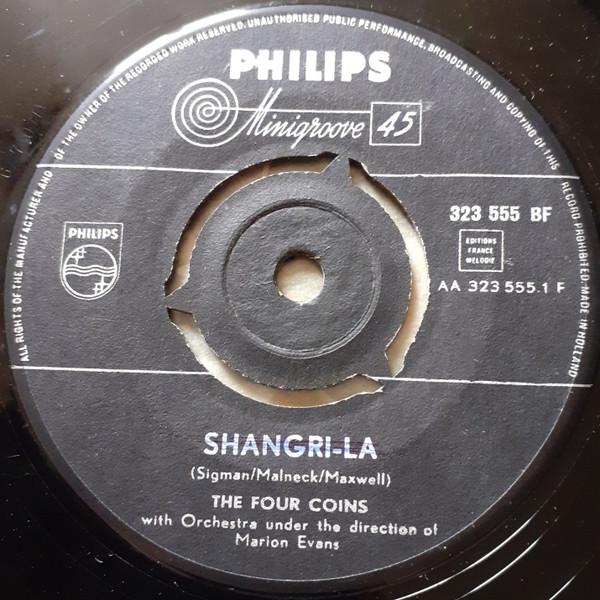 ALL RIGHTS OF THE MANUFACTURER AND OF THE OWNER OF THE RECORDED WORK RESERVED. UNAUTHORISED PUBLIC PERFORMANCE, BROADCASTING AND COPYING OF THIS RECORD PROHIBITED. MADE IN HOLLAND
PHILIPS
Minigroove 45
PHILIPS
323 555 BF
EDITIONS
FRANCE
MELODIE
AA 323 555.1 F
SHANGRI-LA
(Sigman/Malneck/Maxwell)
THE FOUR COINS
with Orchestra under the direction of
Marion Evans